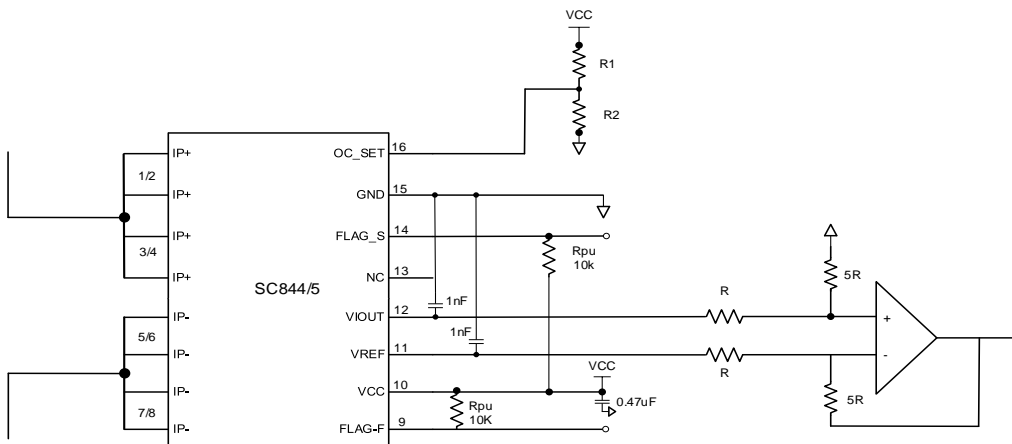 VCC
R1
R2
IP+
OC_SET
16
1/2
IP+
GND
15
3/4
IP+
FLAG_S
14
Rpu
10k
5R
IP+
NC
13
SC844/5
1nF
IP-
VIOUT
12
R
+
5/6
1nF
IP-
VREF
11
R
-
VCC
IP-
VCC
10
0.47uF
5R
7/8
Rpu
10K
IP-
FLAG-F
9